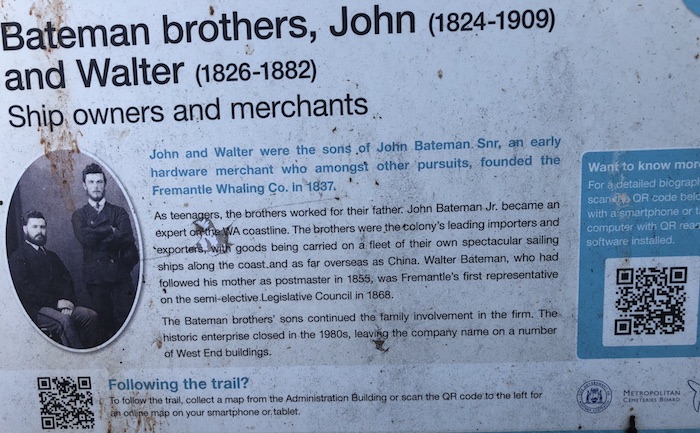 Bateman brothers, John (1824-1909)
and Walter (1826-1882)
Ship owners and merchants
John and Walter were the sons of John Bateman Snr, an early
hardware merchant who amongst other pursuits, founded the
Fremantle Whaling Co. in 1837.
As teenagers, the brothers worked for their father. John Bateman Jr. became an
expert on the WA coastline. The brothers were the colony's leading importers and
exporters, with goods being carried on a fleet of their own spectacular sailing
ships along the coast and as far overseas as China. Walter Bateman, who had
followed his mother as postmaster in 1855, was Fremantle's first representative
on the semi-elective Legislative Council in 1868.
The Bateman brothers' sons continued the family involvement in the firm. The
historic enterprise closed in the 1980s, leaving the company name on a number
of West End buildings.
Want to know mor
For a detailed biograp
scan the QR code belo
with a smartphone or
computer with QR rea
software installed.
Following the trail?
To follow the trail, collect a map from the Administration Building or scan the QR code to the left for
an online map on your smartphone or tablet.
METROPOLITAN
CEMETERIES BOARD